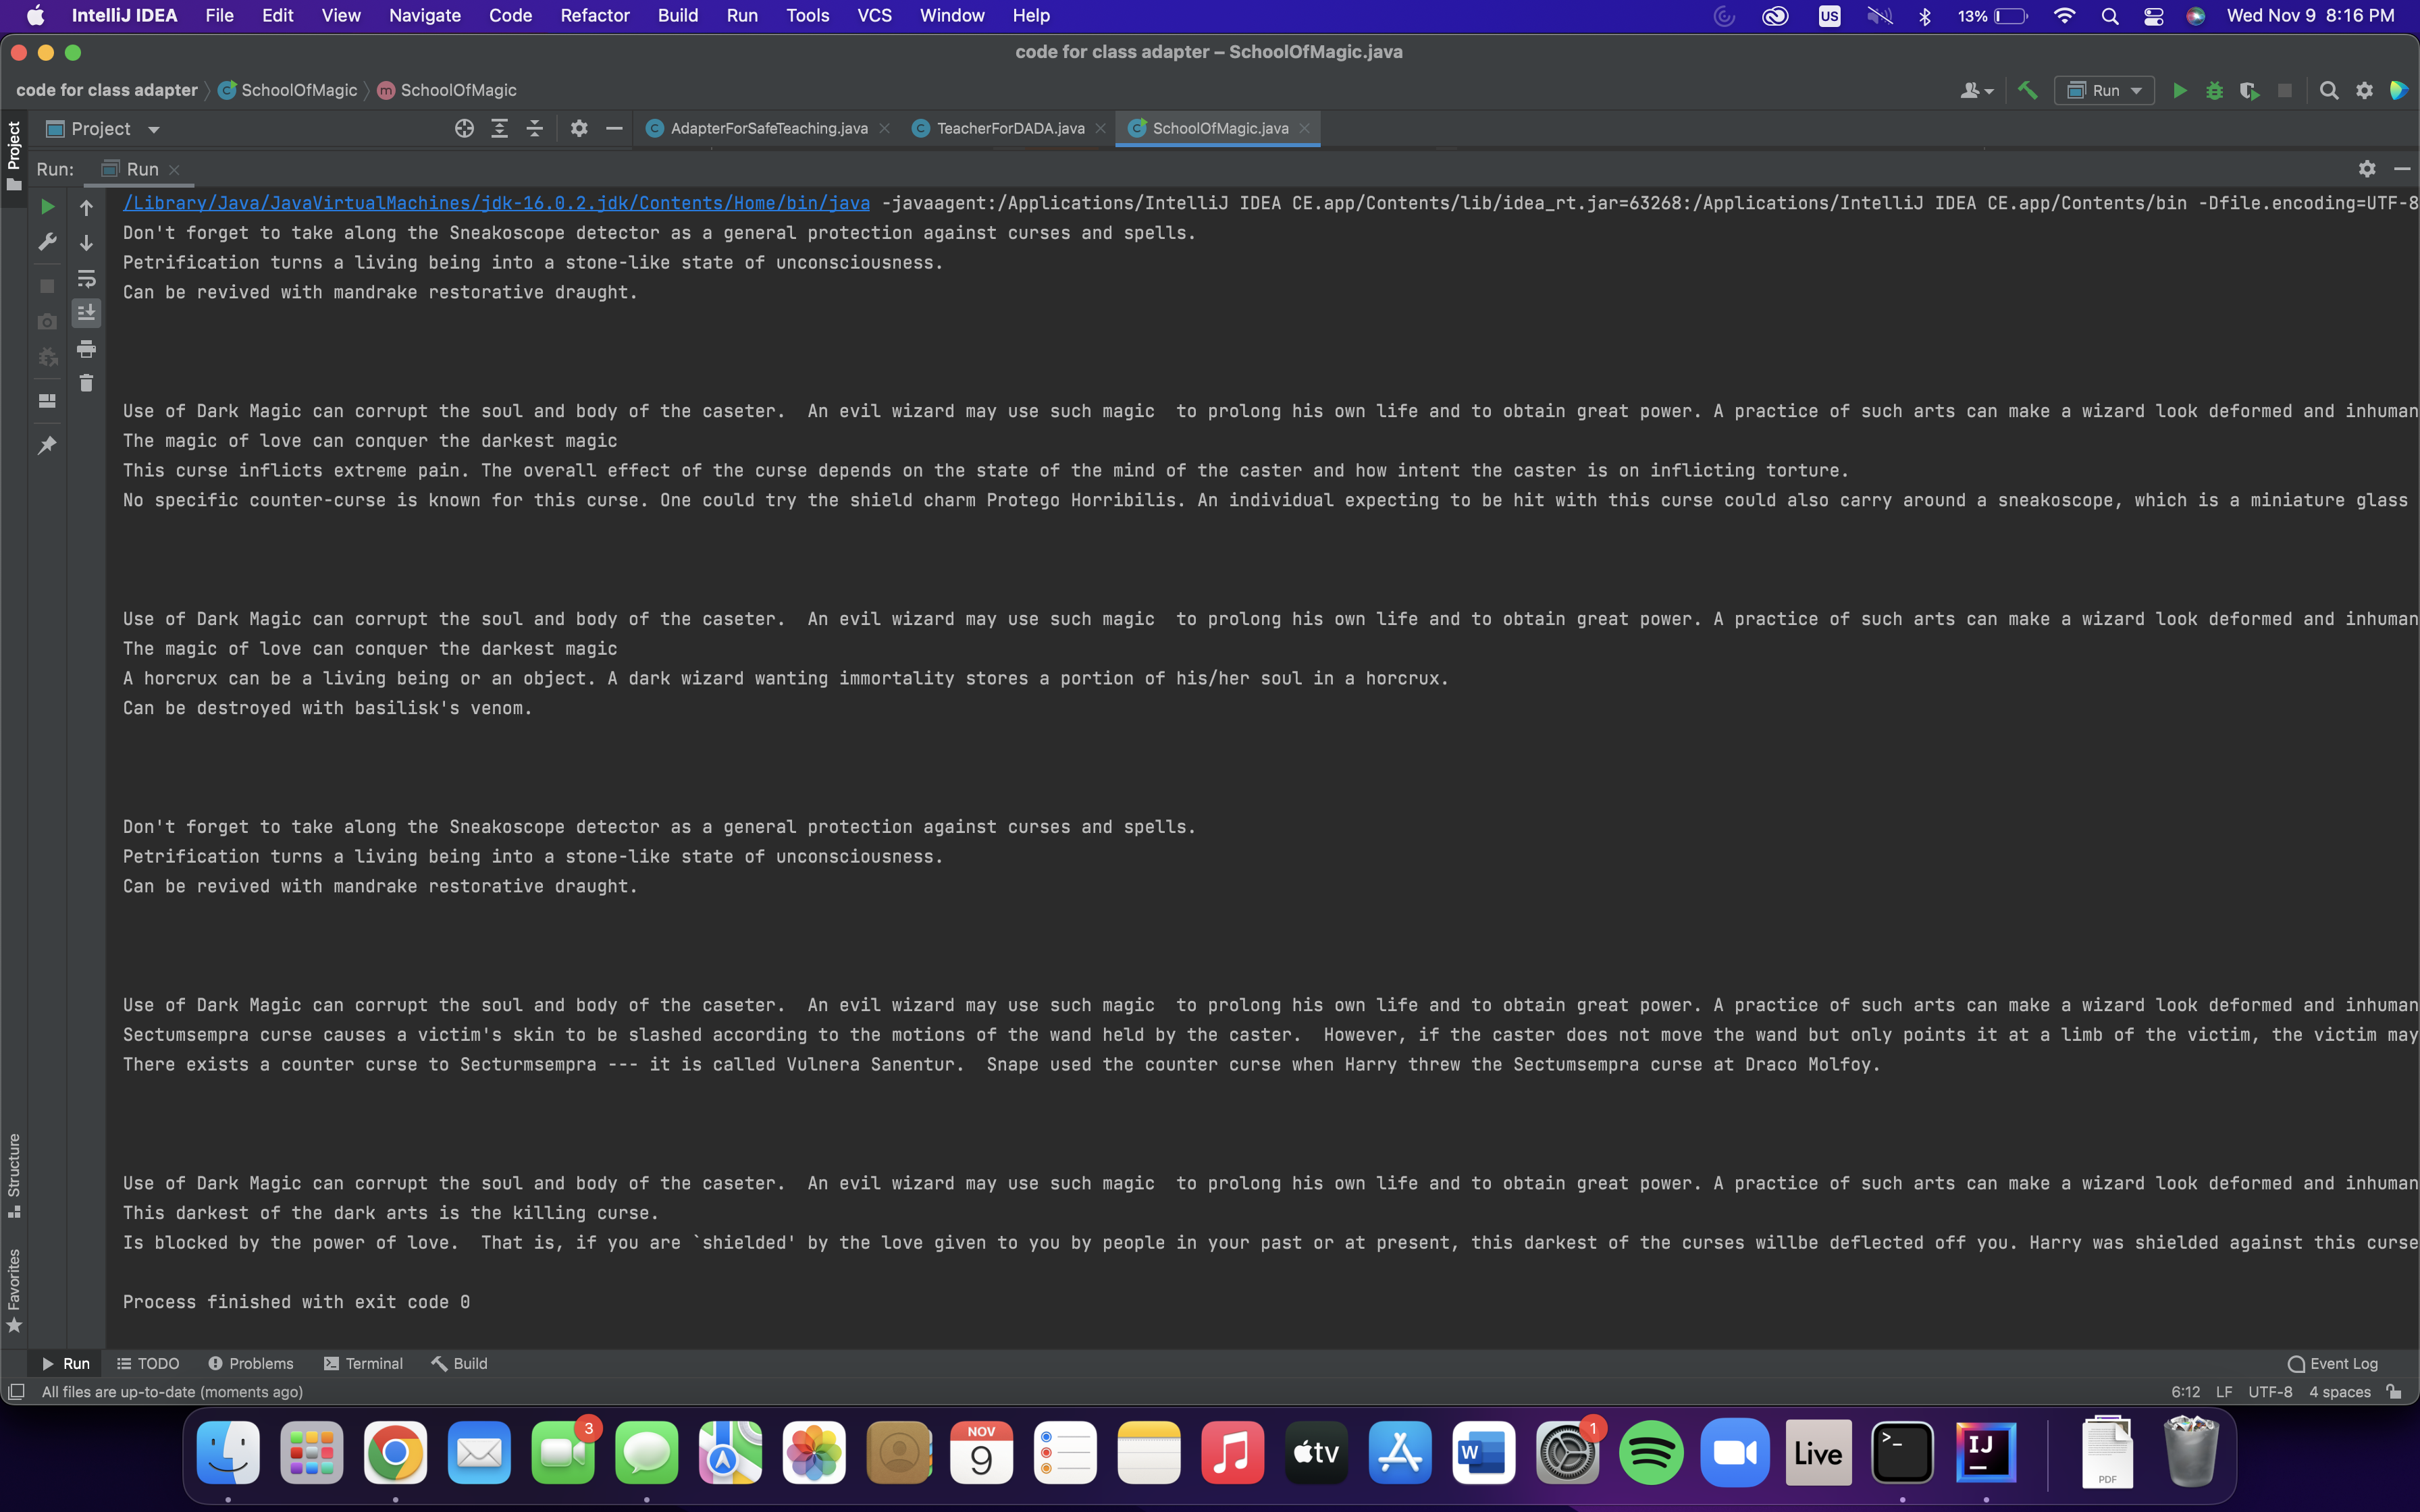 IntelliJ IDEA File Edit View Navigate Code Refactor Build Run Tools VCS Window Help US 13% Wed Nov 9 8:16 PM
code for class adapter – SchoolOfMagic.java
code for class adapter SchoolOfMagic m SchoolOfMagic Run
Project Project C AdapterForSafeTeaching.java C TeacherForDADA.java C SchoolOfMagic.java
Run: Run
/Library/Java/JavaVirtualMachines/jdk-16.0.2.jdk/Contents/Home/bin/java -javaagent:/Applications/IntelliJ IDEA CE.app/Contents/lib/idea_rt.jar=63268:/Applications/IntelliJ IDEA CE.app/Contents/bin -Dfile.encoding=UTF-8
Don't forget to take along the Sneakoscope detector as a general protection against curses and spells.
Petrification turns a living being into a stone-like state of unconsciousness.
Can be revived with mandrake restorative draught.
Use of Dark Magic can corrupt the soul and body of the caseter.  An evil wizard may use such magic  to prolong his own life and to obtain great power. A practice of such arts can make a wizard look deformed and inhuman
The magic of love can conquer the darkest magic
This curse inflicts extreme pain. The overall effect of the curse depends on the state of the mind of the caster and how intent the caster is on inflicting torture.
No specific counter-curse is known for this curse. One could try the shield charm Protego Horribilis. An individual expecting to be hit with this curse could also carry around a sneakoscope, which is a miniature glass
Use of Dark Magic can corrupt the soul and body of the caseter.  An evil wizard may use such magic  to prolong his own life and to obtain great power. A practice of such arts can make a wizard look deformed and inhuman
The magic of love can conquer the darkest magic
A horcrux can be a living being or an object. A dark wizard wanting immortality stores a portion of his/her soul in a horcrux.
Can be destroyed with basilisk's venom.
Don't forget to take along the Sneakoscope detector as a general protection against curses and spells.
Petrification turns a living being into a stone-like state of unconsciousness.
Can be revived with mandrake restorative draught.
Use of Dark Magic can corrupt the soul and body of the caseter.  An evil wizard may use such magic  to prolong his own life and to obtain great power. A practice of such arts can make a wizard look deformed and inhuman
Sectumsempra curse causes a victim's skin to be slashed according to the motions of the wand held by the caster.  However, if the caster does not move the wand but only points it at a limb of the victim, the victim may
There exists a counter curse to Secturmsempra --- it is called Vulnera Sanentur.  Snape used the counter curse when Harry threw the Sectumsempra curse at Draco Molfoy.
Use of Dark Magic can corrupt the soul and body of the caseter.  An evil wizard may use such magic  to prolong his own life and to obtain great power. A practice of such arts can make a wizard look deformed and inhuman
This darkest of the dark arts is the killing curse.
Is blocked by the power of love.  That is, if you are `shielded' by the love given to you by people in your past or at present, this darkest of the curses willbe deflected off you. Harry was shielded against this curse
Process finished with exit code 0
Structure
Favorites
Run TODO Problems Terminal Build Event Log
All files are up-to-date (moments ago) 6:12 LF UTF-8 4 spaces
3 NOV 9 tv W 1 Live >_ IJ PDF